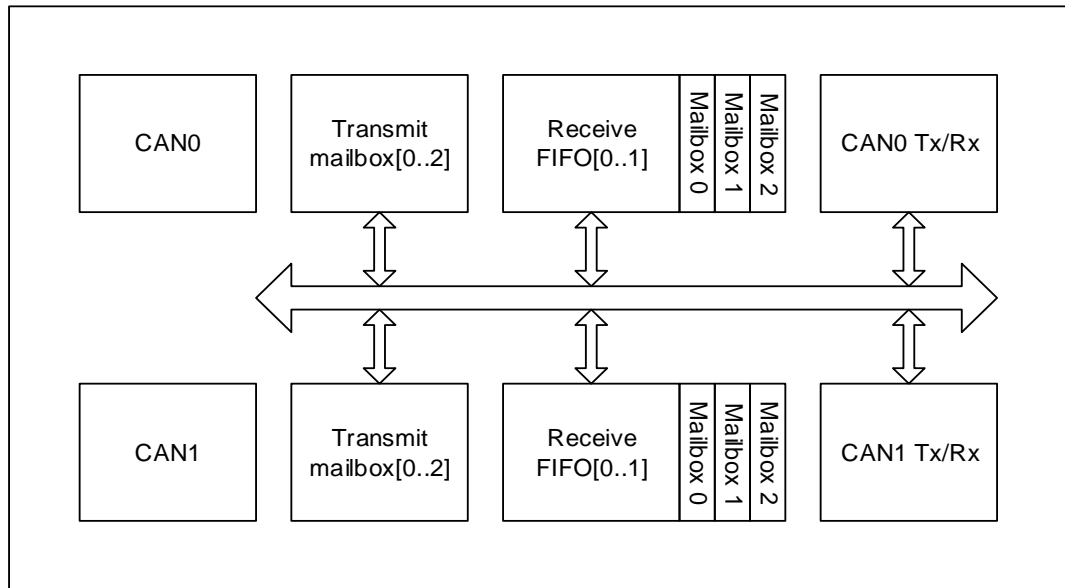 CAN0
Transmit
mailbox[0..2]
Receive
FIFO[0..1]
Mailbox 0
Mailbox 1
Mailbox 2
CAN0 Tx/Rx
CAN1
Transmit
mailbox[0..2]
Receive
FIFO[0..1]
Mailbox 0
Mailbox 1
Mailbox 2
CAN1 Tx/Rx